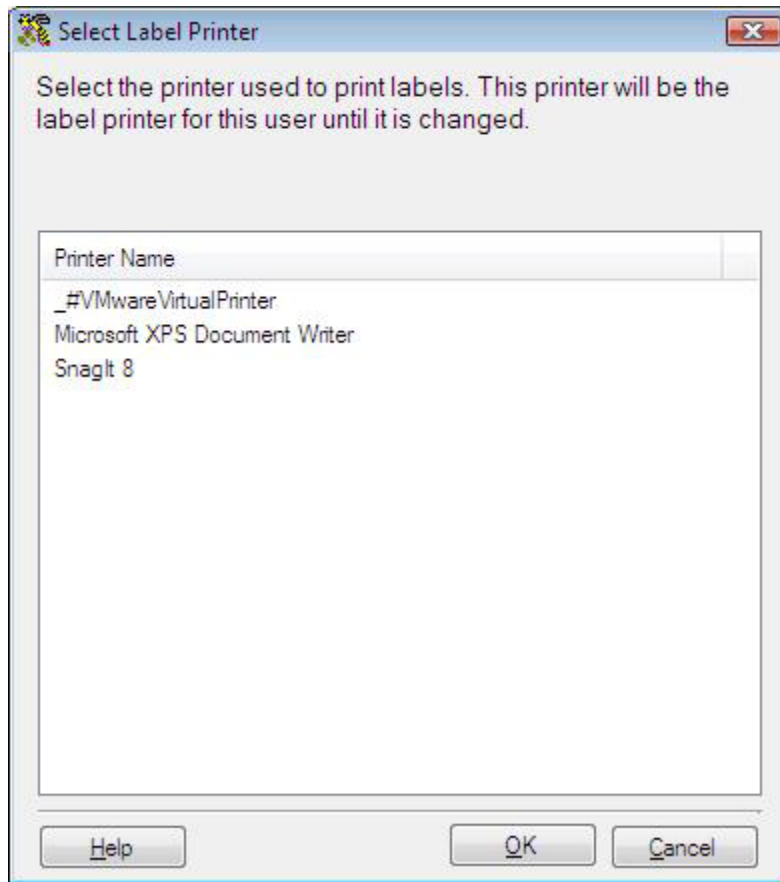 Select Label Printer
Select the printer used to print labels. This printer will be the
label printer for this user until it is changed.
Printer Name
_#VMwareVirtualPrinter
Microsoft XPS Document Writer
SnagIt 8
Help
OK
Cancel